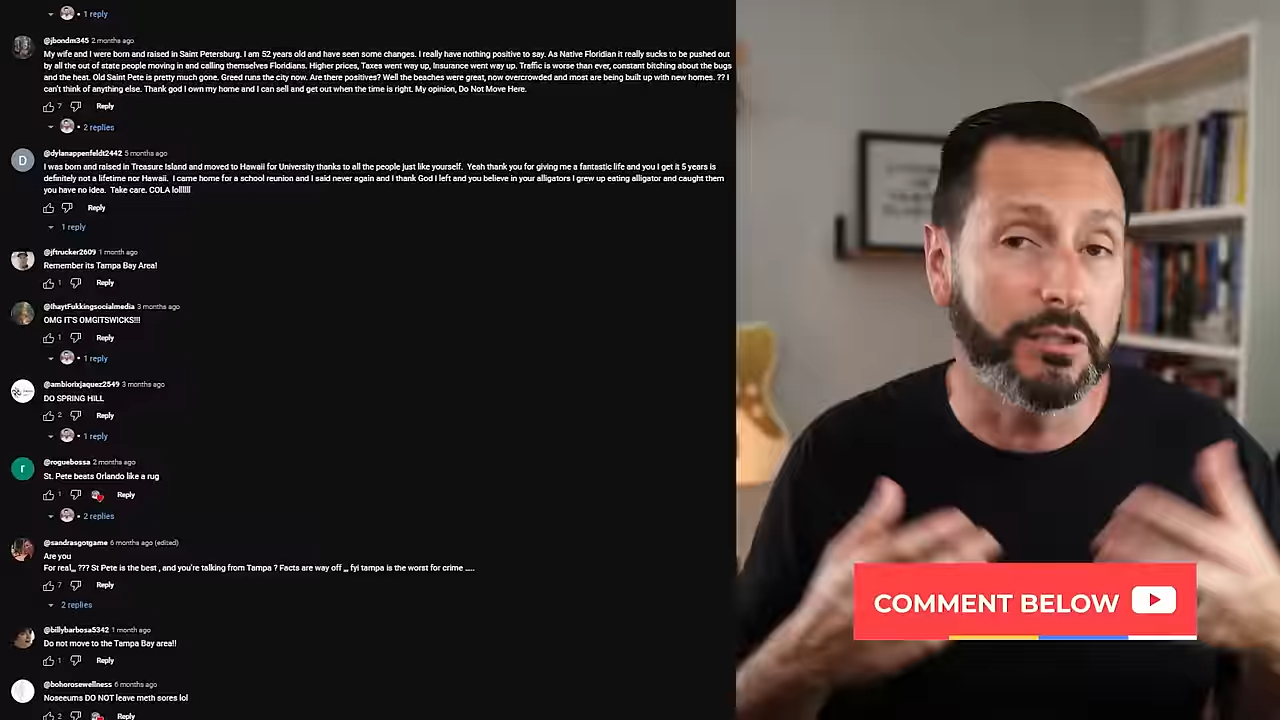 1 reply
@jbondm345 2 months ago
My wife and I were born and raised in Saint Petersburg. I am 52 years old and have seen some changes. I really have nothing positive to say. As Native Floridian it really sucks to be pushed out
by all the out of state people moving in and calling themselves Floridians. Higher prices, Taxes went way up, Insurance went way up. Traffic is worse than ever, constant bitching about the bugs
and the heat. Old Saint Pete is pretty much gone. Greed runs the city now. Are there positives? Well the beaches were great, now overcrowded and most are being built up with new homes. ?? I
can't think of anything else. Thank god I own my home and I can sell and get out when the time is right. My opinion, Do Not Move Here.
7 Reply
2 replies
D
@dylanappenfeldt2442 5 months ago
I was born and raised in Treasure Island and moved to Hawaii for University thanks to all the people just like yourself. Yeah thank you for giving me a fantastic life and you I get it 5 years is
definitely not a lifetime nor Hawaii. I came home for a school reunion and I said never again and I thank God I left and you believe in your alligators I grew up eating alligator and caught them
you have no idea. Take care. COLA lol!!!!!
Reply
1 reply
@jftrucker2609 1 month ago
Remember its Tampa Bay Area!
1 Reply
@IhaytFukkingsocialmedia 3 months ago
OMG IT'S OMGITSWICKS!!!
1 Reply
1 reply
@ambiorixjaquez2549 3 months ago
DO SPRING HILL
2 Reply
1 reply
r
@roguebossa 2 months ago
St. Pete beats Orlando like a rug
1 Reply
2 replies
@sandrasgotgame 6 months ago (edited)
Are you
For real,,, ??? St Pete is the best , and you're talking from Tampa ? Facts are way off ,,, fyi tampa is the worst for crime .....
7 Reply
2 replies
@billybarbosa5342 1 month ago
Do not move to the Tampa Bay area!!
1 Reply
@bohorosewellness 6 months ago
Noseeums DO NOT leave meth sores lol
2 Reply
COMMENT BELOW